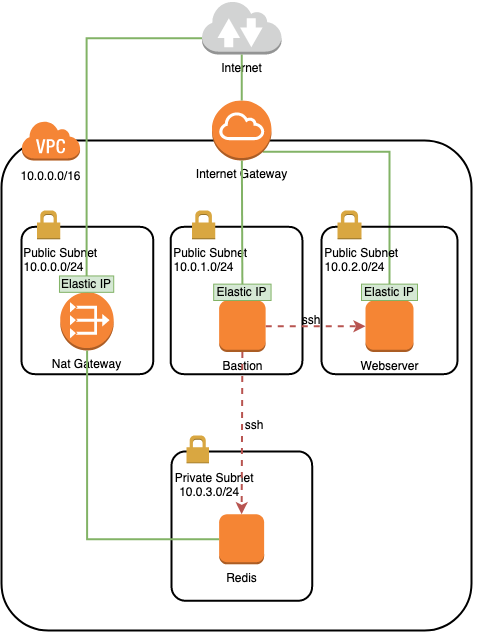 Internet
VPC
10.0.0.0/16
Internet Gateway
Public Subnet
10.0.0.0/24
Elastic IP
Nat Gateway
Public Subnet
10.0.1.0/24
Elastic IP
Bastion
ssh
Public Subnet
10.0.2.0/24
Elastic IP
Webserver
ssh
Private Subnet
10.0.3.0/24
Redis